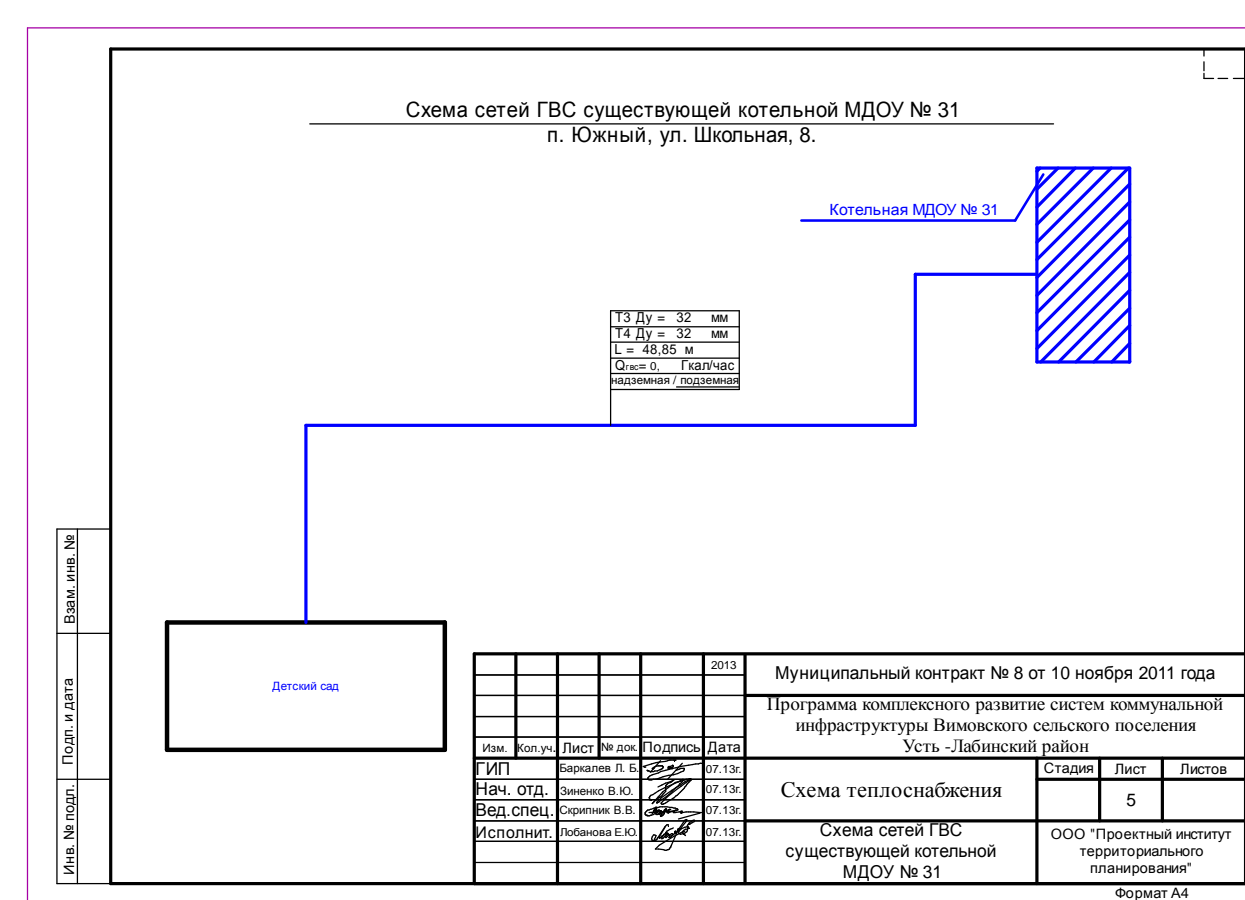 Схема сетей ГВС существующей котельной МДОУ № 31
п. Южный, ул. Школьная, 8.
Котельная МДОУ № 31
Т3 Ду = 32 мм
Т4 Ду = 32 мм
L = 48,85 м
Qгвс= 0, Гкал/час
надземная / подземная
Детский сад
Взам. инв. №
Подп. и дата
Инв. № подл.
2013
Муниципальный контракт № 8 от 10 ноября 2011 года
Программа комплексного развитие систем коммунальной
инфраструктуры Вимовского сельского поселения
Усть -Лабинский район
Изм. Кол.уч. Лист № док. Подпись Дата
ГИП Баркалев Л. Б. 07.13г.
Нач. отд. Зиненко В.Ю. 07.13г.
Вед.спец. Скрипник В.В. 07.13г.
Исполнит. Лобанова Е.Ю. 07.13г.
Схема теплоснабжения
Стадия Лист Листов
5
Схема сетей ГВС
существующей котельной
МДОУ № 31
ООО "Проектный институт
территориального
планирования"
Формат А4